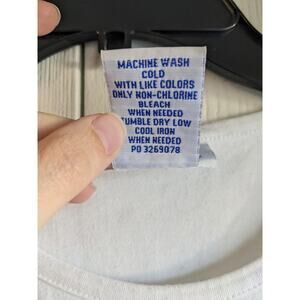 MACHINE WASH
COLD
WITH LIKE COLORS
ONLY NON-CHLORINE
BLEACH
WHEN NEEDED
TUMBLE DRY LOW
COOL IRON
WHEN NEEDED
PO 3269078